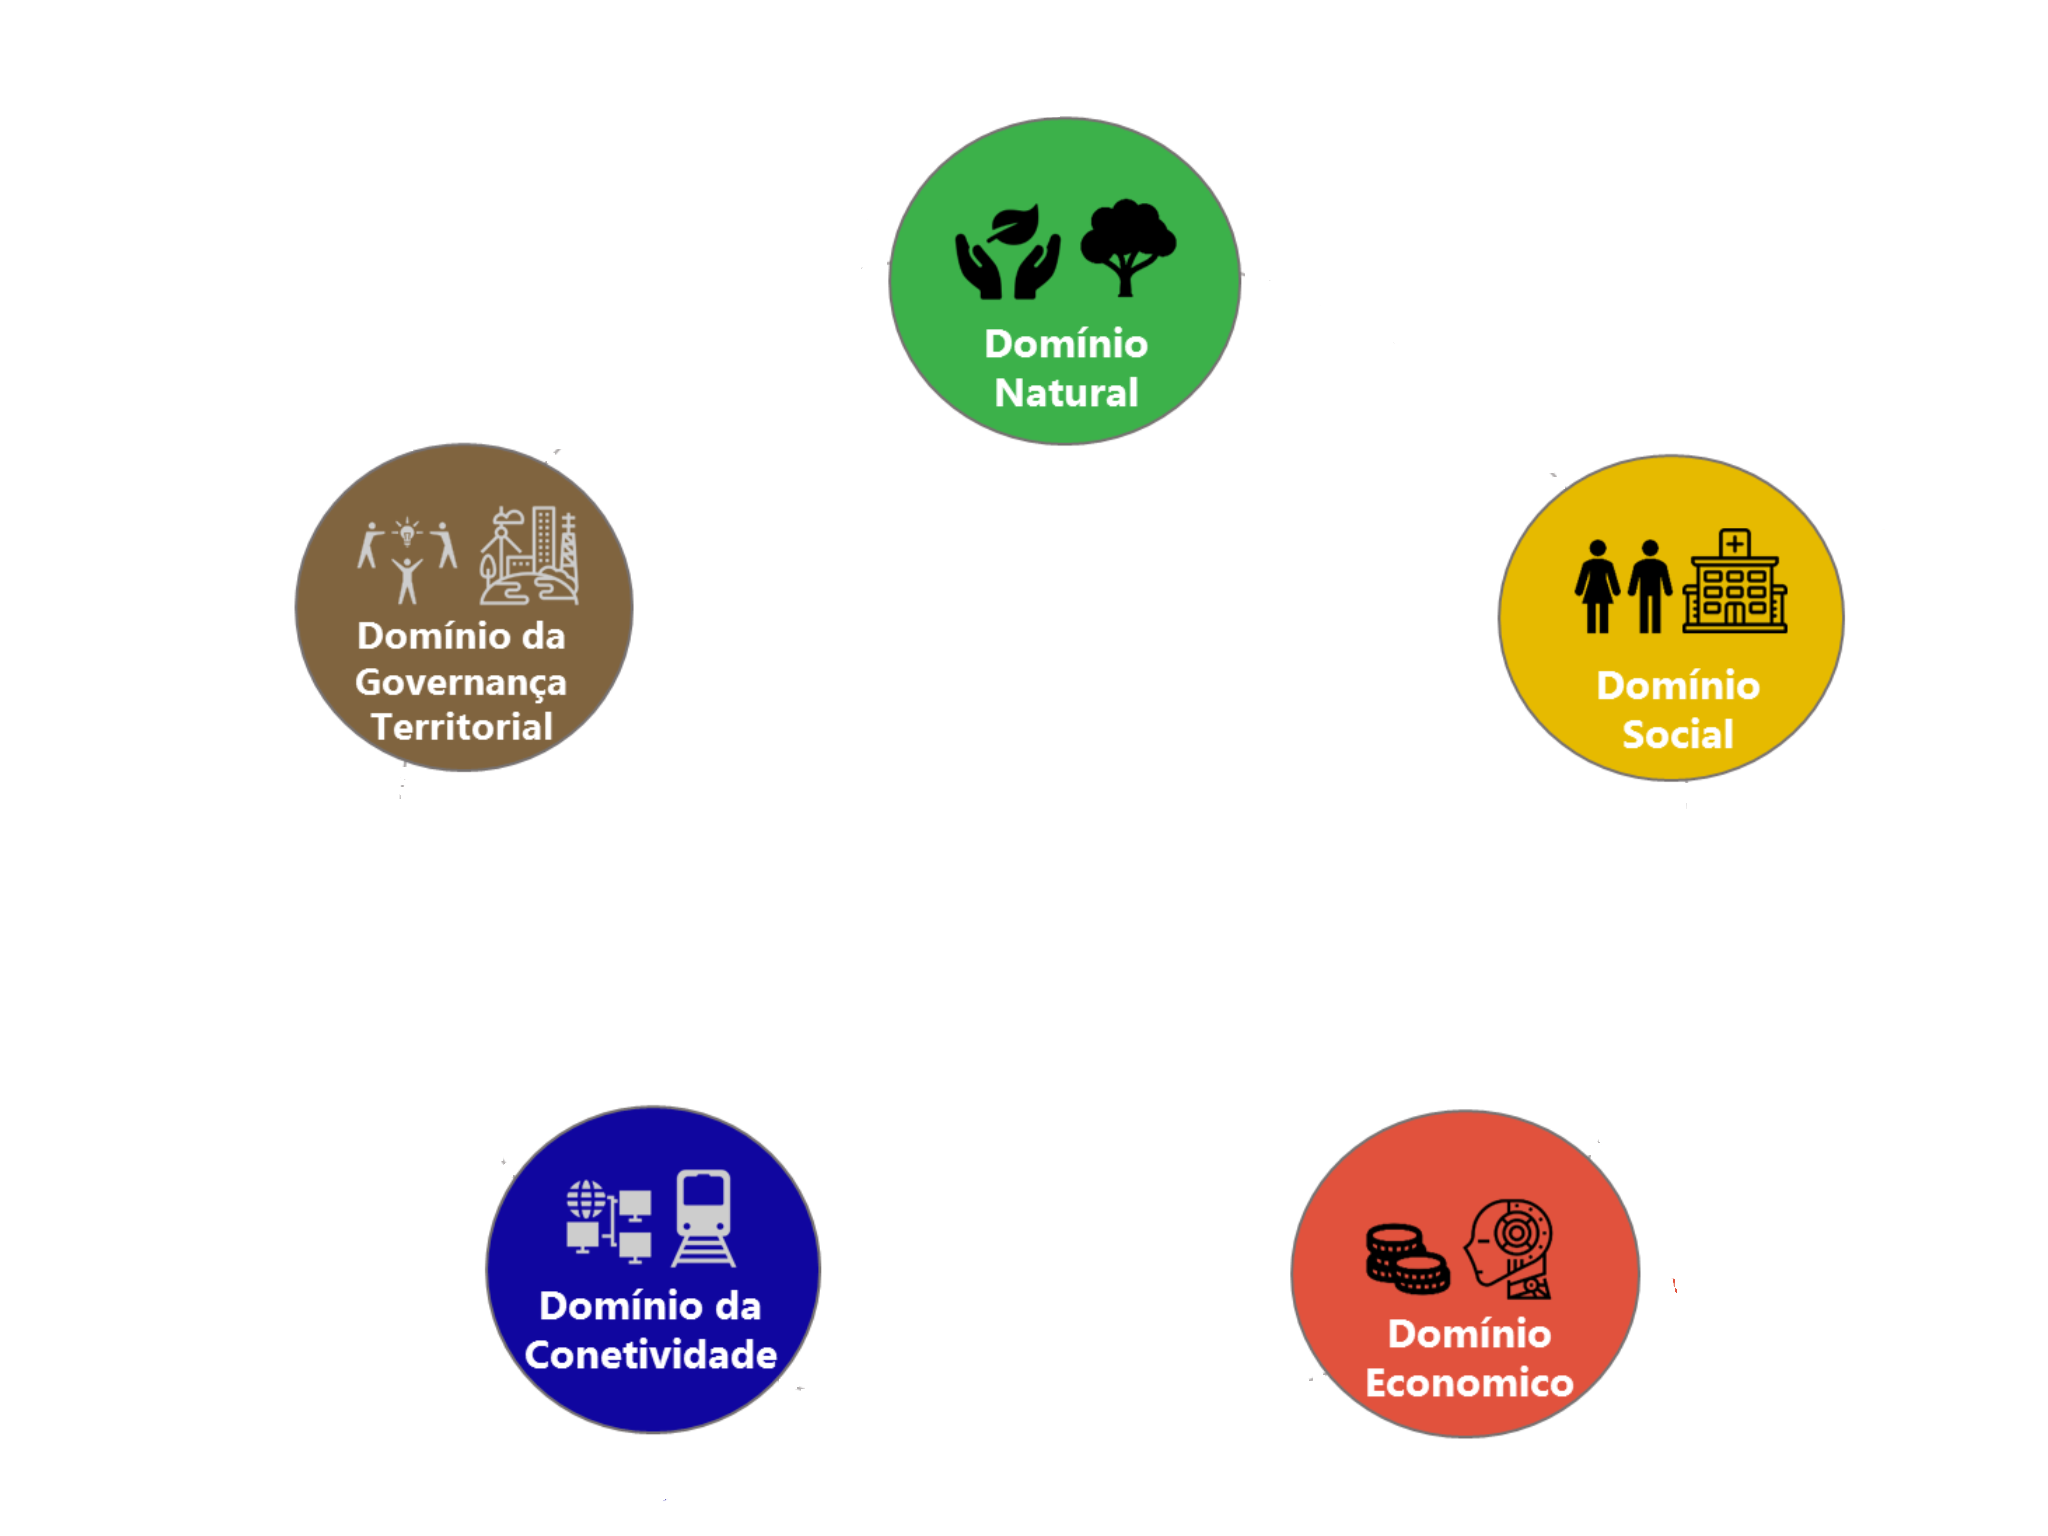 Domínio
Natural
Domínio da
Governança
Territorial
Domínio
Social
Domínio da
Conetividade
Domínio
Economico